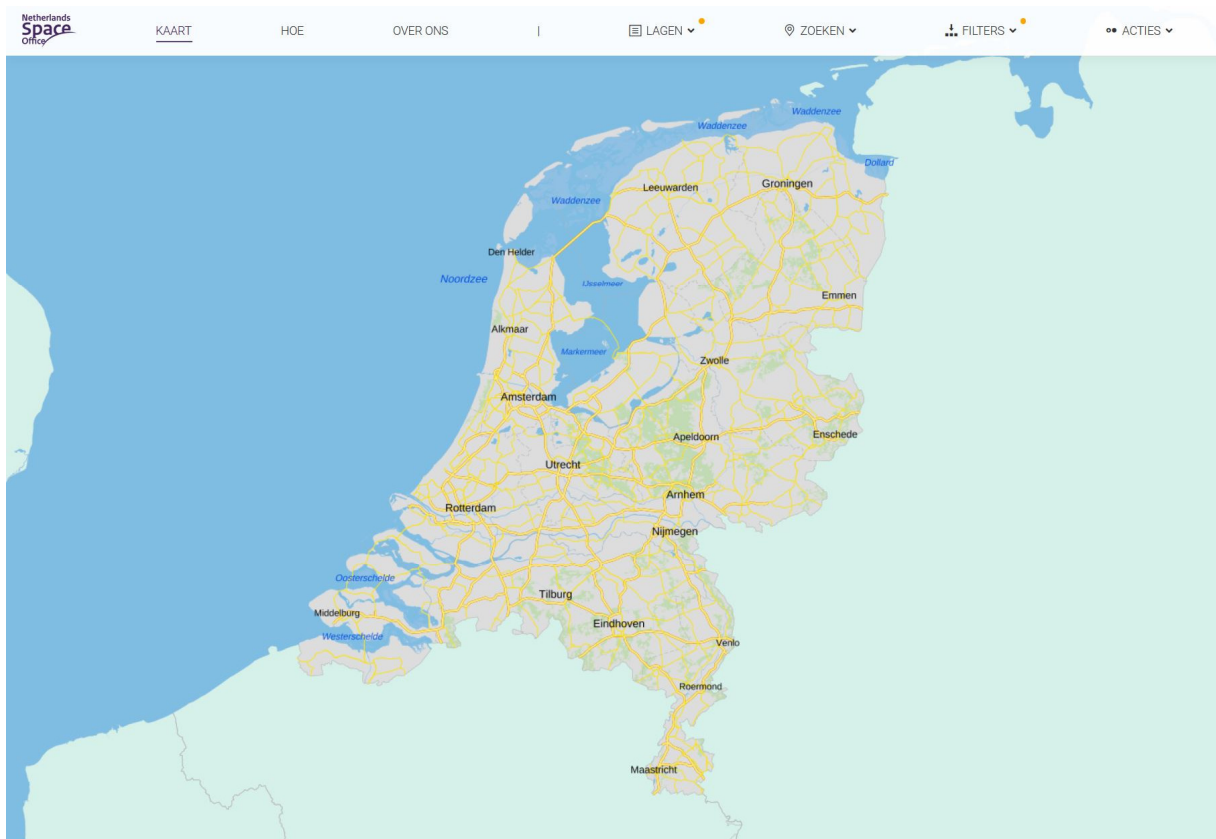 Netherlands
Space
Office
KAART
HOE
OVER ONS
|
LAGEN
ZOEKEN
FILTERS
ACTIES
Waddenzee
Waddenzee
Dollard
Groningen
Leeuwarden
Waddenzee
Den Helder
Noordzee
IJsselmeer
Emmen
Alkmaar
Markermeer
Zwolle
Amsterdam
Apeldoorn
Enschede
Utrecht
Arnhem
Rotterdam
Nijmegen
Oosterschelde
Tilburg
Middelburg
Eindhoven
Westerschelde
Venlo
Roermond
Maastricht